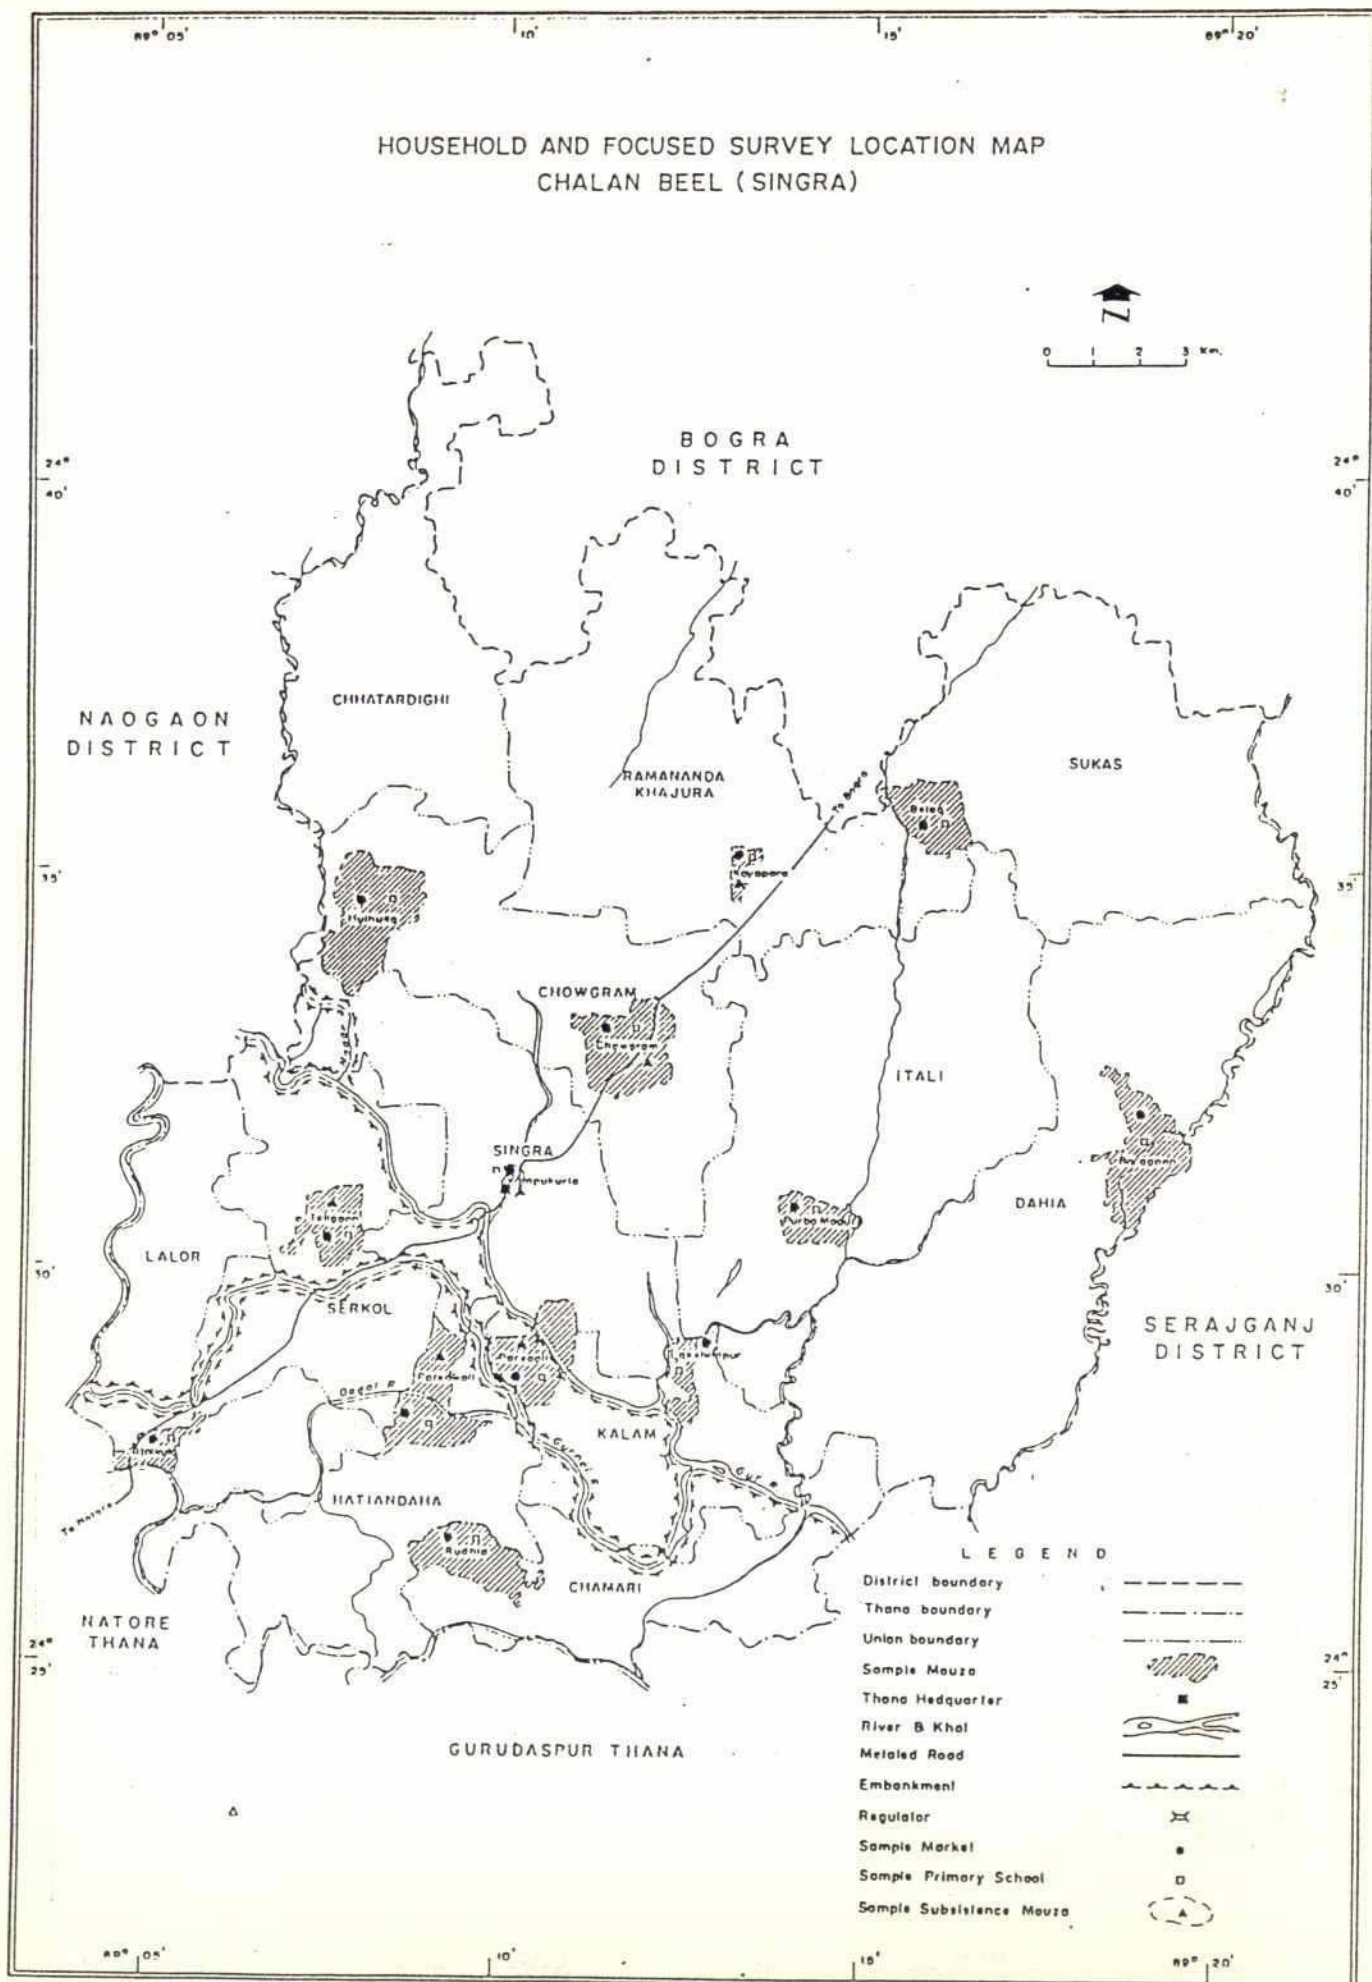 89° 05'
10'
15'
89° 20'
HOUSEHOLD AND FOCUSED SURVEY LOCATION MAP
CHALAN BEEL (SINGRA)
N
0 1 2 3 Km.
BOGRA
DISTRICT
24°
40'
24°
40'
NAOGAON
DISTRICT
CHHATARDIGHI
RAMANANDA
KHAJURA
SUKAS
To Bogra
35'
35'
CHOWGRAM
Chowgram
ITALI
SINGRA
DAHIA
LALOR
30'
30'
SERKOL
SERAJGANJ
DISTRICT
KALAM
Gur R
HATIANDAHA
CHAMARI
To Natore
NATORE
THANA
24°
25'
24°
25'
GURUDASPUR THANA
LEGEND
District boundary
Thana boundary
Union boundary
Sample Mouza
Thana Hedquarter
River & Khal
Metaled Road
Embankment
Regulator
Sample Market
Sample Primary School
Sample Subsistence Mouza
89° 05'
10'
15'
89° 20'